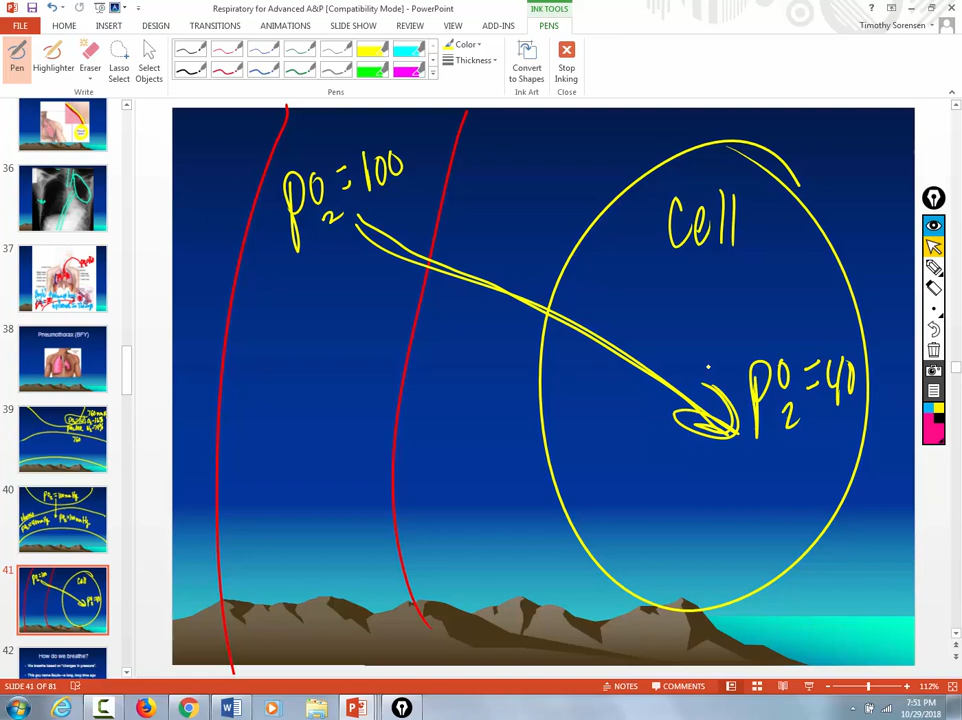 Respiratory for Advanced A&P [Compatibility Mode] - PowerPoint
INK TOOLS
FILE
HOME
INSERT
DESIGN
TRANSITIONS
ANIMATIONS
SLIDE SHOW
REVIEW
VIEW
ADD-INS
PENS
Timothy Sorensen
Pen
Highlighter
Eraser
Lasso Select
Select Objects
Color
Thickness
Convert to Shapes
Stop Inking
Write
Pens
Ink Art
Close
36
37
38
Pneumothorax (BFY)
39
760
40
41
42
How do we breathe?
PO2=100
Cell
PO2=40
SLIDE 41 OF 81
NOTES
COMMENTS
112%
7:51 PM
10/29/2018